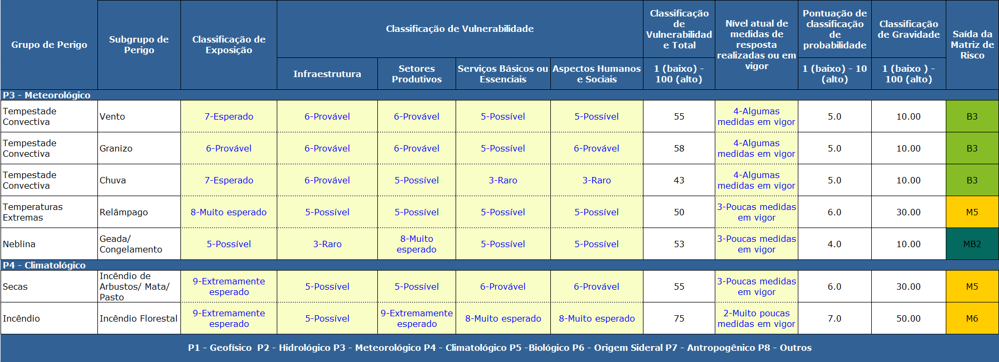 Grupo de Perigo
Subgrupo de
Perigo
Classificação de
Exposição
Classificação de Vulnerabilidade
Infraestrutura
Setores
Produtivos
Serviços Básicos ou
Essenciais
Aspectos Humanos
e Sociais
Classificação
de
Vulnerabilidad
e Total
1 (baixo) -
100 (alto)
Nível atual de
medidas de
resposta
realizadas ou em
vigor
Pontuação de
classificação
de
probabilidade
1 (baixo) - 10
(alto)
Classificação
de Gravidade
1 (baixo ) -
100 (alto)
Saída da
Matriz de
Risco
P3 - Meteorológico
Tempestade
Convectiva
Vento
7-Esperado
6-Provável
6-Provável
5-Possível
5-Possível
55
4-Algumas
medidas em vigor
5.0
10.00
B3
Tempestade
Convectiva
Granizo
6-Provável
6-Provável
6-Provável
5-Possível
6-Provável
58
4-Algumas
medidas em vigor
5.0
10.00
B3
Tempestade
Convectiva
Chuva
7-Esperado
6-Provável
5-Possível
3-Raro
3-Raro
43
4-Algumas
medidas em vigor
5.0
10.00
B3
Temperaturas
Extremas
Relâmpago
8-Muito esperado
5-Possível
5-Possível
5-Possível
5-Possível
50
3-Poucas medidas
em vigor
6.0
30.00
M5
Neblina
Geada/
Congelamento
5-Possível
3-Raro
8-Muito
esperado
5-Possível
5-Possível
53
3-Poucas medidas
em vigor
4.0
10.00
MB2
P4 - Climatológico
Secas
Incêndio de
Arbustos/ Mata/
Pasto
9-Extremamente
esperado
5-Possível
5-Possível
6-Provável
6-Provável
55
3-Poucas medidas
em vigor
6.0
30.00
M5
Incêndio
Incêndio Florestal
9-Extremamente
esperado
5-Possível
9-Extremamente
esperado
8-Muito esperado
8-Muito esperado
75
2-Muito poucas
medidas em vigor
7.0
50.00
M6
P1 - Geofísico  P2 - Hidrológico P3 - Meteorológico P4 - Climatológico P5 -Biológico P6 - Origem Sideral P7 - Antropogênico P8 - Outros